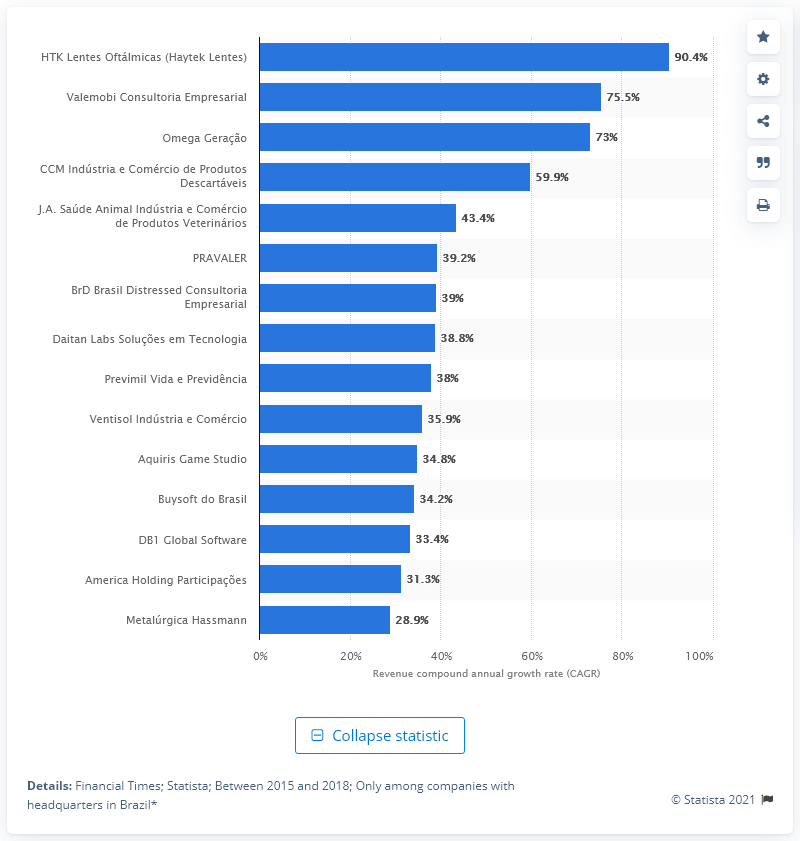 HTK Lentes Oftálmicas (Haytek Lentes)
90.4%
Valemobi Consultoria Empresarial
75.5%
Omega Geração
73%
CCM Indústria e Comércio de Produtos
Descartáveis
59.9%
J.A. Saúde Animal Indústria e Comércio
de Produtos Veterinários
43.4%
PRAVALER
39.2%
BrD Brasil Distressed Consultoria
Empresarial
39%
Daitan Labs Soluções em Tecnologia
38.8%
Previmil Vida e Previdência
38%
Ventisol Indústria e Comércio
35.9%
Aquiris Game Studio
34.8%
Buysoft do Brasil
34.2%
DB1 Global Software
33.4%
America Holding Participações
31.3%
Metalúrgica Hassmann
28.9%
0% 20% 40% 60% 80% 100%
Revenue compound annual growth rate (CAGR)
Collapse statistic
Details: Financial Times; Statista; Between 2015 and 2018; Only among companies with
headquarters in Brazil*
© Statista 2021